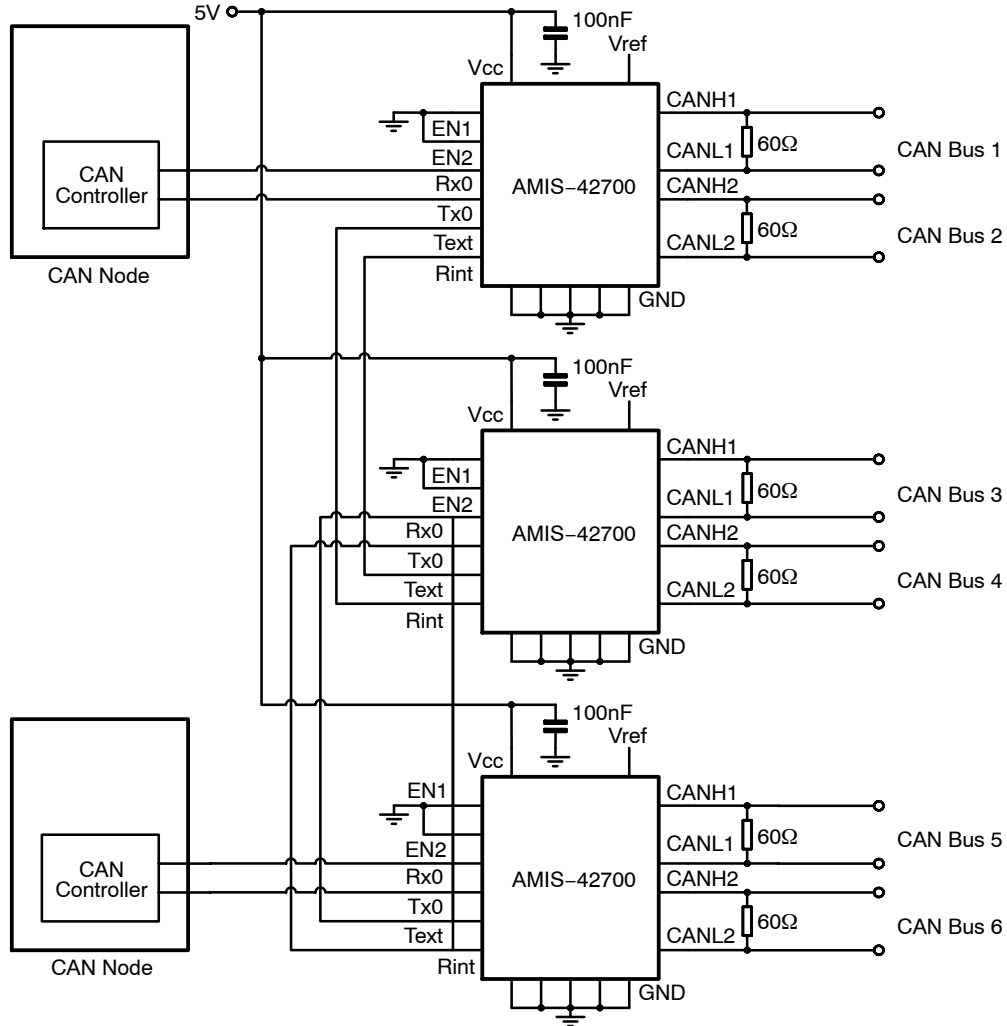 5V
100nF
Vref
Vcc
CANH1
EN1
EN2
CANL1
60Ω
CAN Bus 1
CAN
Controller
Rx0
AMIS−42700
CANH2
Tx0
60Ω
CAN Bus 2
Text
CANL2
Rint
CAN Node
GND
100nF
Vref
Vcc
CANH1
EN1
EN2
CANL1
60Ω
CAN Bus 3
Rx0
AMIS−42700
CANH2
Tx0
60Ω
CAN Bus 4
Text
CANL2
Rint
GND
100nF
Vref
Vcc
EN1
CANH1
EN2
CANL1
60Ω
CAN Bus 5
CAN
Controller
Rx0
AMIS−42700
CANH2
Tx0
60Ω
CAN Bus 6
Text
CANL2
Rint
CAN Node
GND